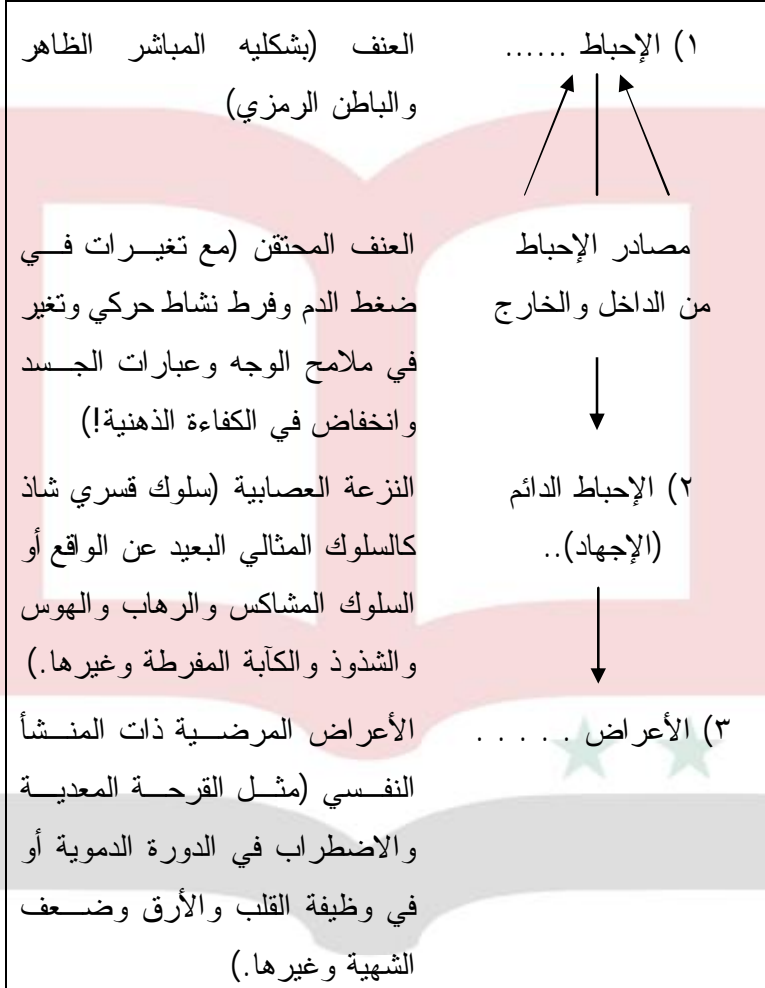 ١) الإحباط ...... العنف (بشكليه المباشر الظاهر
والباطن الرمزي)
مصادر الإحباط العنف المحتقن (مع تغيرات في
من الداخل والخارج ضغط الدم وفرط نشاط حركي وتغير
في ملامح الوجه وعبارات الجسد
وانخفاض في الكفاءة الذهنية!)
٢) الإحباط الدائم النزعة العصابية (سلوك قسري شاذ
(الإجهاد).. كالسلوك المثالي البعيد عن الواقع أو
السلوك المشاكس والرهاب والهوس
والشذوذ والكآبة المفرطة وغيرها.)
٣) الأعراض . . . . . الأعراض المرضية ذات المنشأ
النفسي (مثل القرحة المعدية
والاضطراب في الدورة الدموية أو
في وظيفة القلب والأرق وضعف
الشهية وغيرها.)